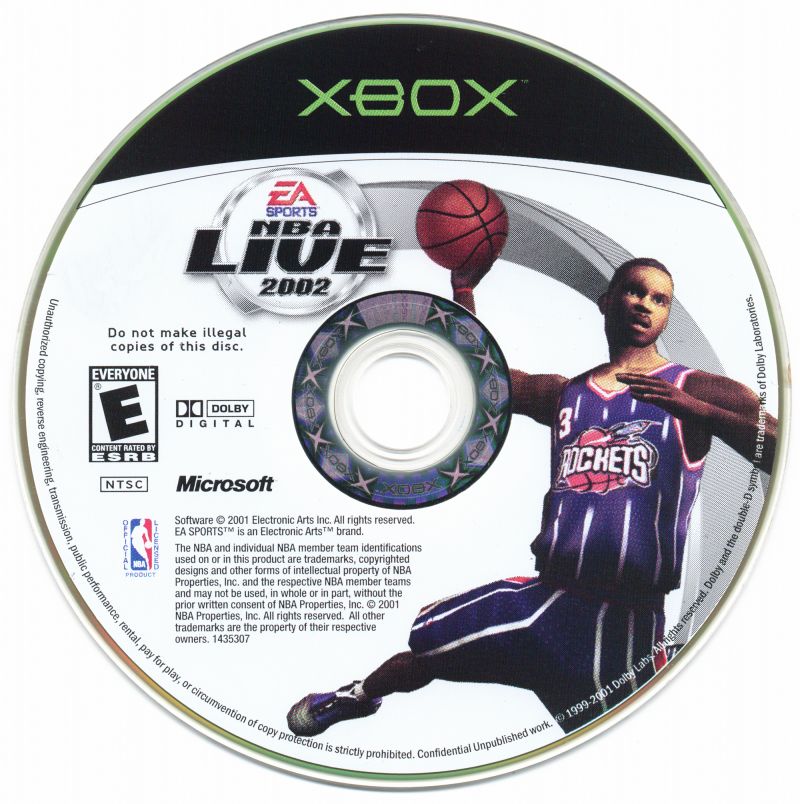 XBOX™
EA
SPORTS™
NBA
LIVE
2002
Do not make illegal
copies of this disc.
EVERYONE
E
®
CONTENT RATED BY
ESRB
DOLBY
DIGITAL
NTSC
Microsoft
3
ROCKETS
XBOX
OFFICIAL
LICENSED
NBA
PRODUCT
Software © 2001 Electronic Arts Inc. All rights reserved.
EA SPORTS™ is an Electronic Arts™ brand.
The NBA and individual NBA member team identifications
used on or in this product are trademarks, copyrighted
designs and other forms of intellectual property of NBA
Properties, Inc. and the respective NBA member teams
and may not be used, in whole or in part, without the
prior written consent of NBA Properties, Inc. © 2001
NBA Properties, Inc. All rights reserved. All other
trademarks are the property of their respective
owners. 1435307
Unauthorized copying, reverse engineering, transmission, public performance, rental, pay for play, or circumvention of copy protection is strictly prohibited. Confidential Unpublished work. © 1999-2001 Dolby Labs. All rights reserved. Dolby and the double-D symbol are trademarks of Dolby Laboratories.